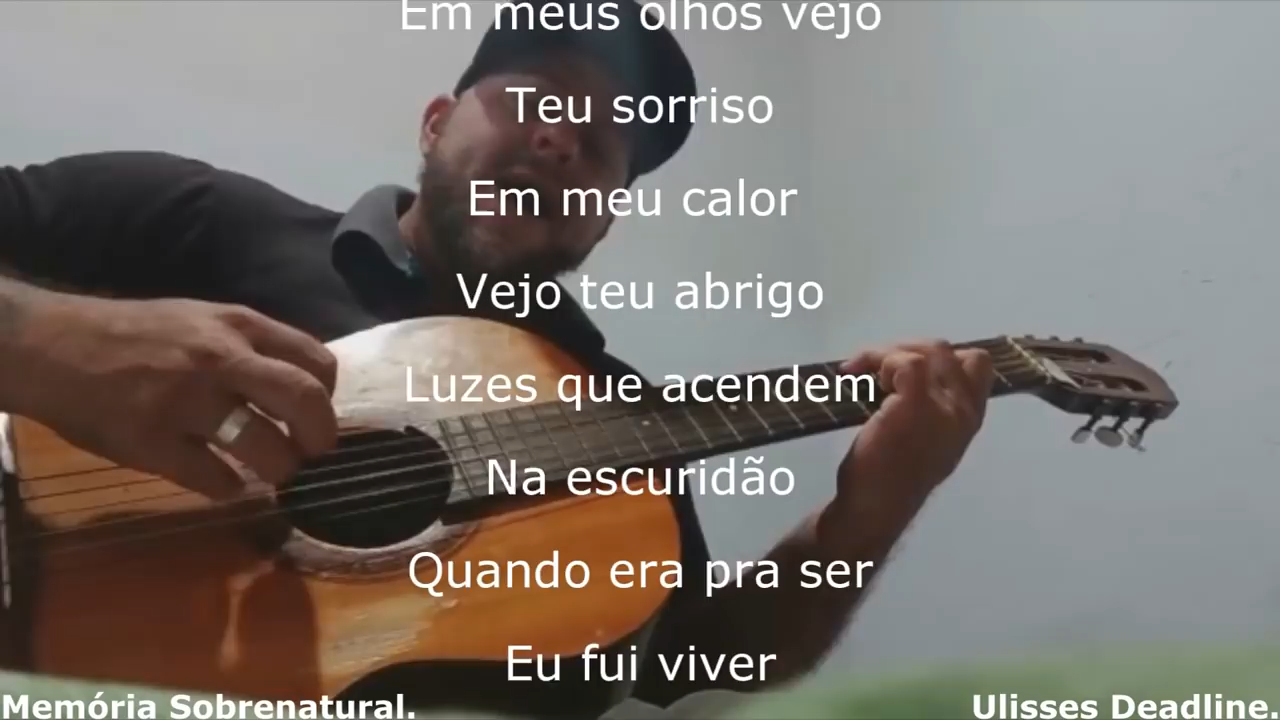 Em meus olhos vejo
Teu sorriso
Em meu calor
Vejo teu abrigo
Luzes que acendem
Na escuridão
Quando era pra ser
Eu fui viver
Memória Sobrenatural.
Ulisses Deadline.